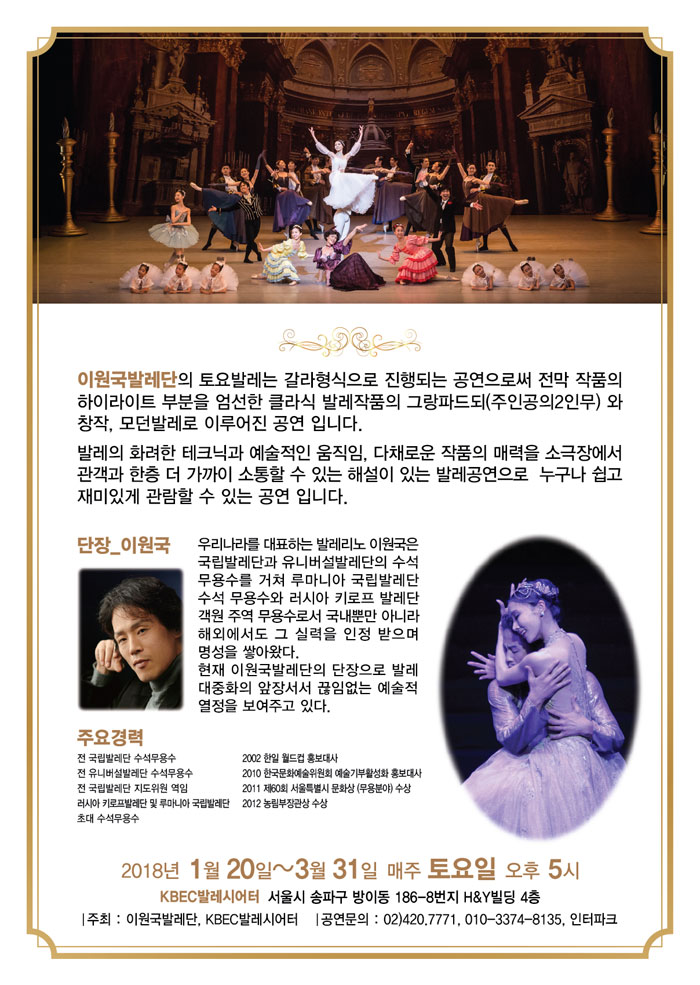 이원국발레단의 토요발레는 갈라형식으로 진행되는 공연으로써 전막 작품의
하이라이트 부분을 엄선한 클라식 발레작품의 그랑파드되(주인공의2인무) 와
창작, 모던발레로 이루어진 공연 입니다.
발레의 화려한 테크닉과 예술적인 움직임, 다채로운 작품의 매력을 소극장에서
관객과 한층 더 가까이 소통할 수 있는 해설이 있는 발레공연으로 누구나 쉽고
재미있게 관람할 수 있는 공연 입니다.
단장_이원국
우리나라를 대표하는 발레리노 이원국은
국립발레단과 유니버설발레단의 수석
무용수를 거쳐 루마니아 국립발레단
수석 무용수와 러시아 키로프 발레단
객원 주역 무용수로서 국내뿐만 아니라
해외에서도 그 실력을 인정 받으며
명성을 쌓아왔다.
현재 이원국발레단의 단장으로 발레
대중화의 앞장서서 끊임없는 예술적
열정을 보여주고 있다.
주요경력
전 국립발레단 수석무용수
전 유니버설발레단 수석무용수
전 국립발레단 지도위원 역임
러시아 키로프발레단 및 루마니아 국립발레단
초대 수석무용수
2002 한일 월드컵 홍보대사
2010 한국문화예술위원회 예술기부활성화 홍보대사
2011 제60회 서울특별시 문화상 (무용분야) 수상
2012 농림부장관상 수상
2018년 1월 20일~3월 31일 매주 토요일 오후 5시
KBEC발레시어터 서울시 송파구 방이동 186-8번지 H&Y빌딩 4층
|주최 : 이원국발레단, KBEC발레시어터 |공연문의 : 02)420.7771, 010-3374-8135, 인터파크